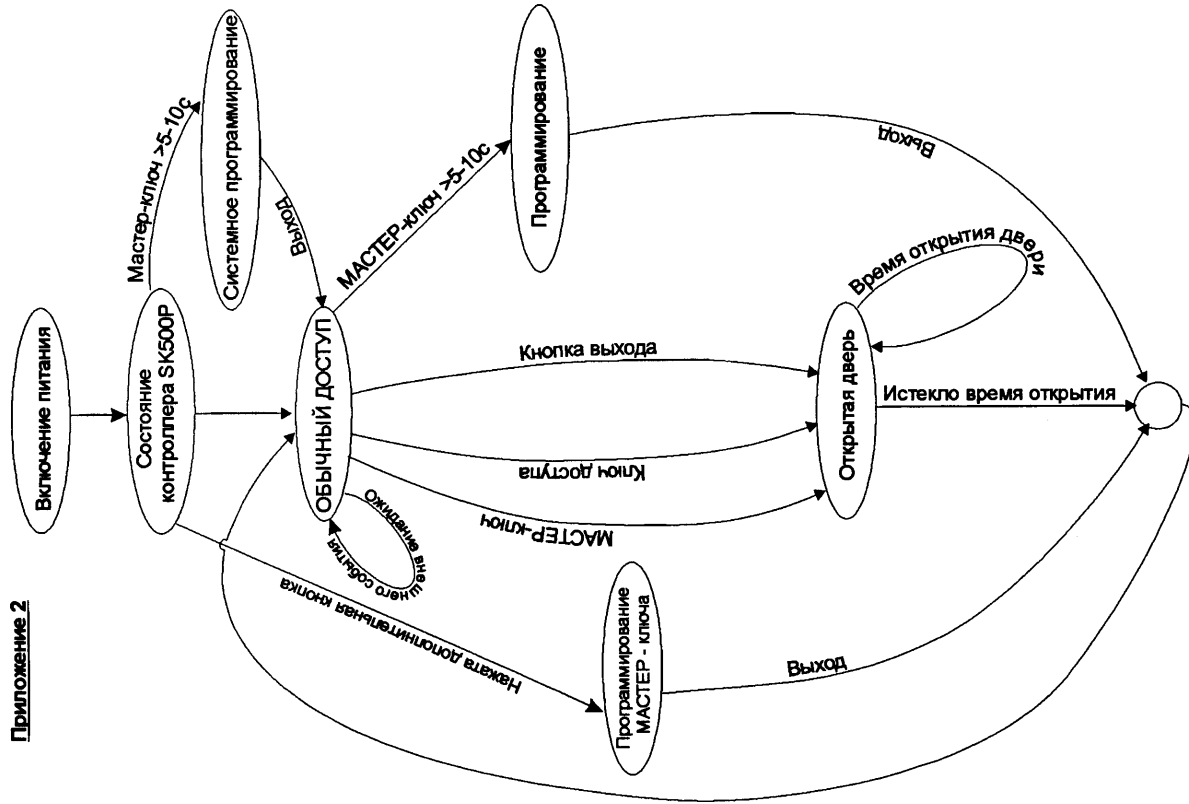 Приложение 2
Включение питания
Состояние
контроллера SK500P
Мастер-ключ >5-10с
Системное программирование
Выход
ОБЫЧНЫЙ ДОСТУП
Ожидание внешнего события
МАСТЕР-ключ >5-10с
Программирование
Выход
Кнопка выхода
Ключ доступа
МАСТЕР-ключ
Нажата дополнительная кнопка
Программирование
МАСТЕР - ключа
Выход
Открытая дверь
Время открытия двери
Истекло время открытия